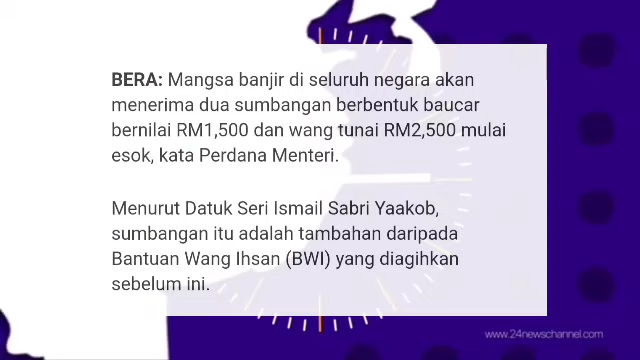 BERA: Mangsa banjir di seluruh negara akan
menerima dua sumbangan berbentuk baucar
bernilai RM1,500 dan wang tunai RM2,500 mulai
esok, kata Perdana Menteri.
Menurut Datuk Seri Ismail Sabri Yaakob,
sumbangan itu adalah tambahan daripada
Bantuan Wang Ihsan (BWI) yang diagihkan
sebelum ini.
www.24newschannel.com